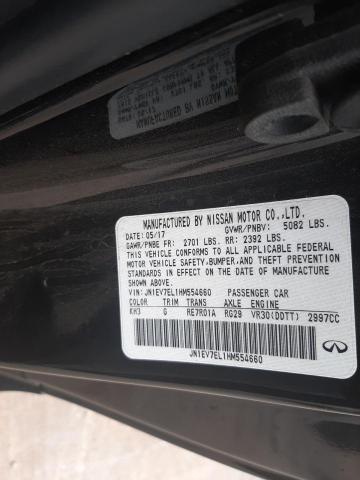 MANUFACTURED BY NISSAN MOTOR CO.,LTD.
DATE: 05/17 GVWR/PNBV: 5082 LBS.
GAWR/PNBE FR: 2701 LBS. RR: 2392 LBS.
THIS VEHICLE CONFORMS TO ALL APPLICABLE FEDERAL
MOTOR VEHICLE SAFETY, BUMPER, AND THEFT PREVENTION
STANDARDS IN EFFECT ON THE DATE OF MANUFACTURE
SHOWN ABOVE.
VIN: JN1EV7EL1HM554660 PASSENGER CAR
COLOR TRIM TRANS AXLE ENGINE
KH3 G RE7R01A RG29 VR30(DDTT) 2997CC
JN1EV7EL1HM554660
INFINITI